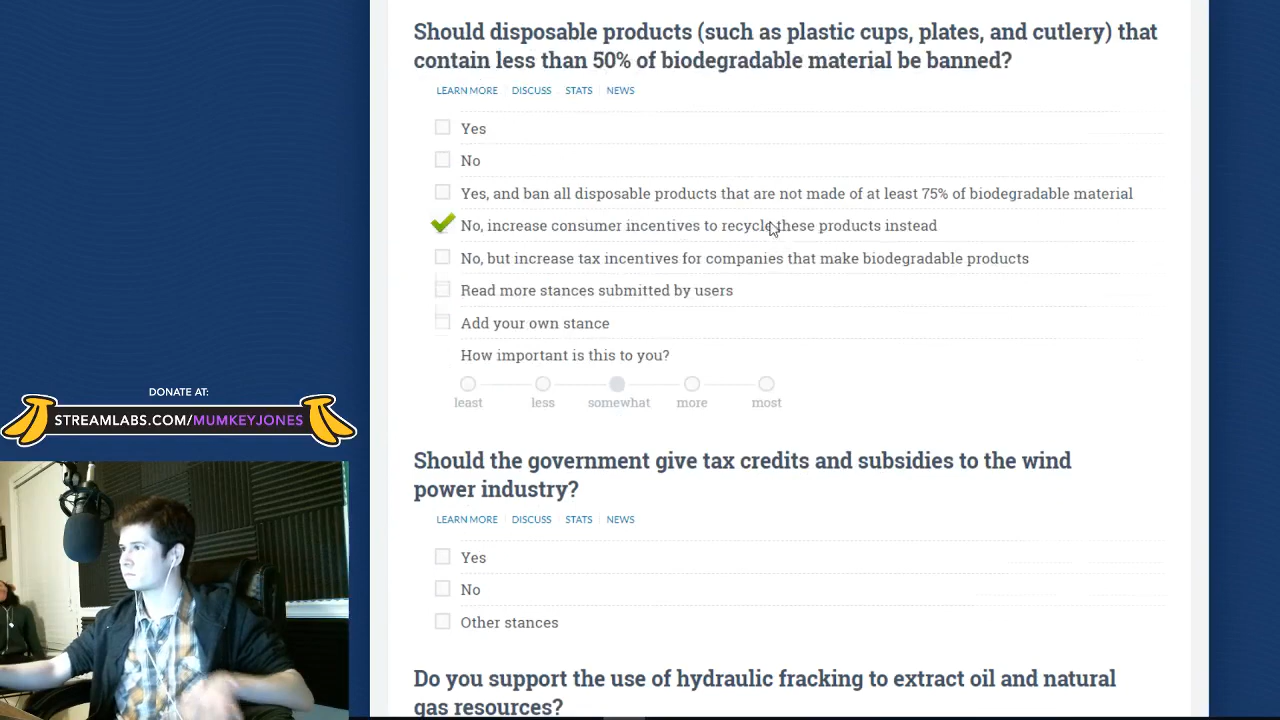 Should disposable products (such as plastic cups, plates, and cutlery) that
contain less than 50% of biodegradable material be banned?
LEARN MORE DISCUSS STATS NEWS
Yes
No
Yes, and ban all disposable products that are not made of at least 75% of biodegradable material
No, increase consumer incentives to recycle these products instead
No, but increase tax incentives for companies that make biodegradable products
Read more stances submitted by users
Add your own stance
How important is this to you?
least less somewhat more most
DONATE AT:
STREAMLABS.COM/MUMKEYJONES
Should the government give tax credits and subsidies to the wind
power industry?
LEARN MORE DISCUSS STATS NEWS
Yes
No
Other stances
Do you support the use of hydraulic fracking to extract oil and natural
gas resources?